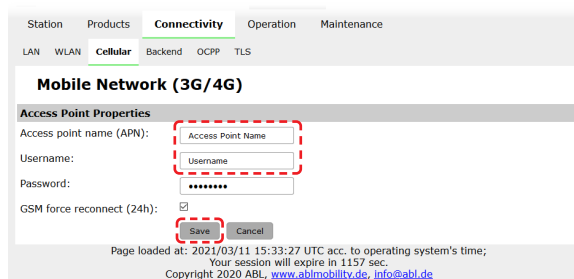 Station Products Connectivity Operation Maintenance
LAN WLAN Cellular Backend OCPP TLS
Mobile Network (3G/4G)
Access Point Properties
Access point name (APN): Access Point Name
Username: Username
Password: ••••••••
GSM force reconnect (24h):
Save Cancel
Page loaded at: 2021/03/11 15:33:27 UTC acc. to operating system's time;
Your session will expire in 1157 sec.
Copyright 2020 ABL, www.ablmobility.de, info@abl.de